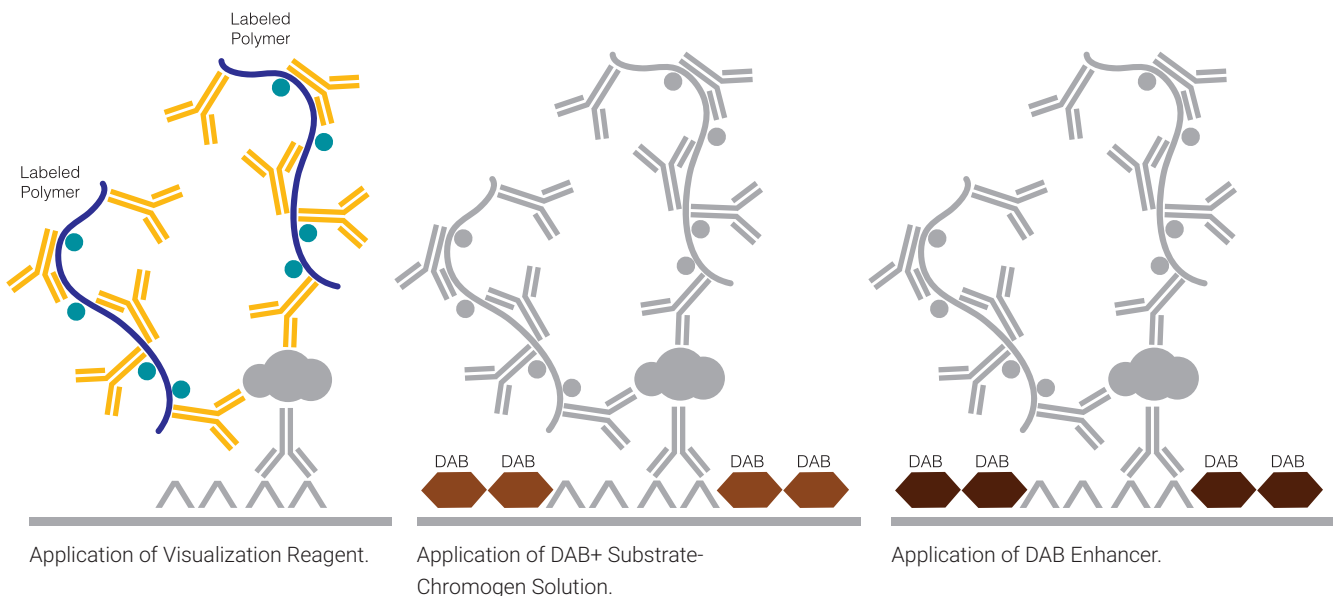 Labeled
Polymer
Labeled
Polymer
DAB
DAB
DAB
DAB
DAB
DAB
DAB
DAB
Application of Visualization Reagent.
Application of DAB+ Substrate-
Chromogen Solution.
Application of DAB Enhancer.